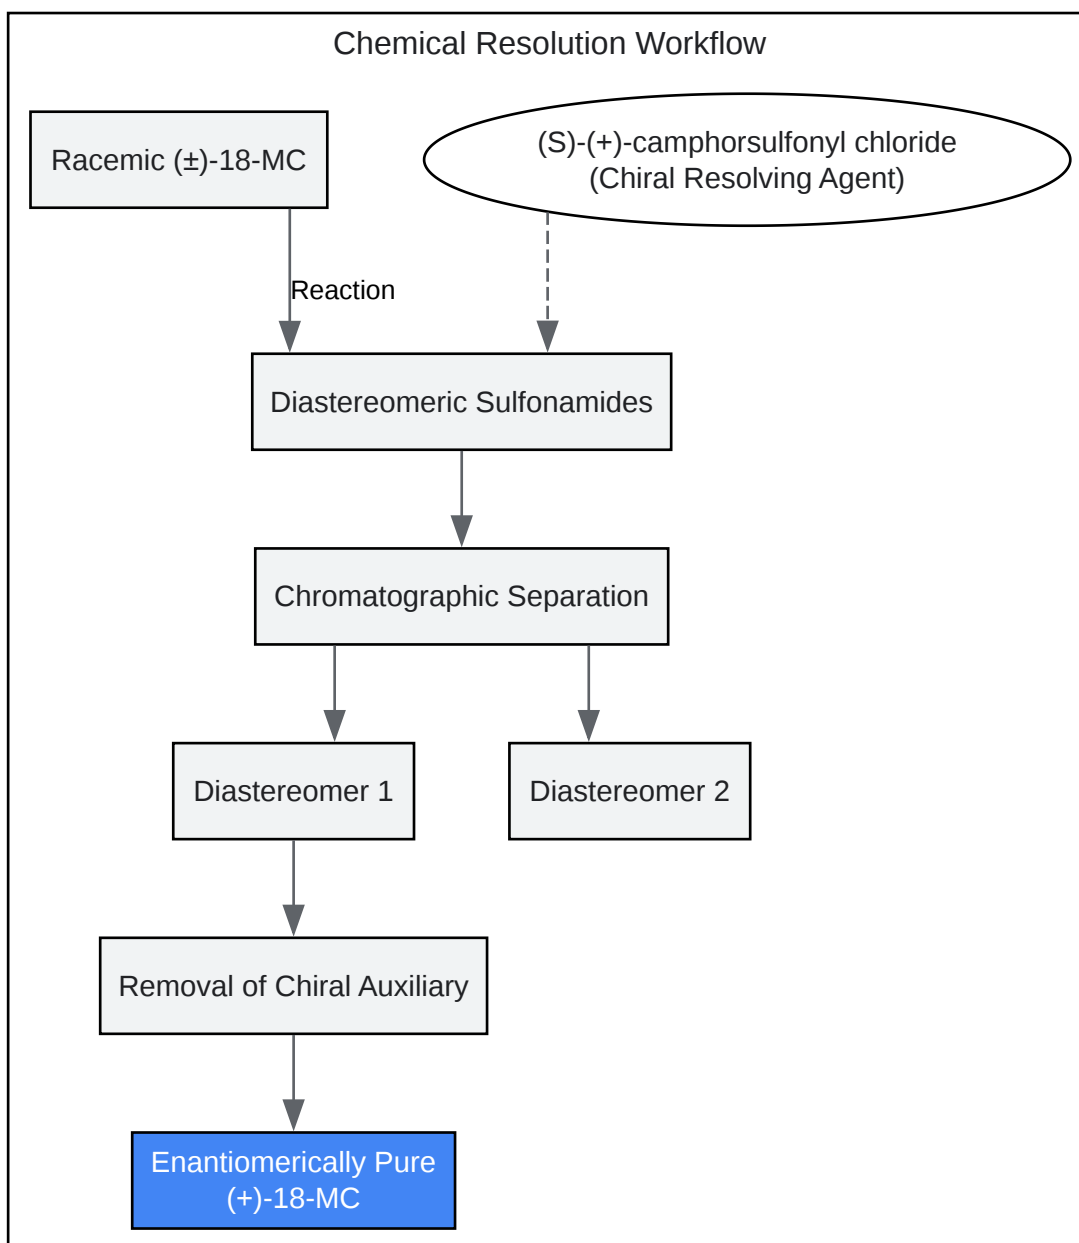 Chemical Resolution Workflow
Racemic (±)-18-MC
(S)-(+)-camphorsulfonyl chloride
(Chiral Resolving Agent)
Reaction
Diastereomeric Sulfonamides
Chromatographic Separation
Diastereomer 1
Diastereomer 2
Removal of Chiral Auxiliary
Enantiomerically Pure
(+)-18-MC